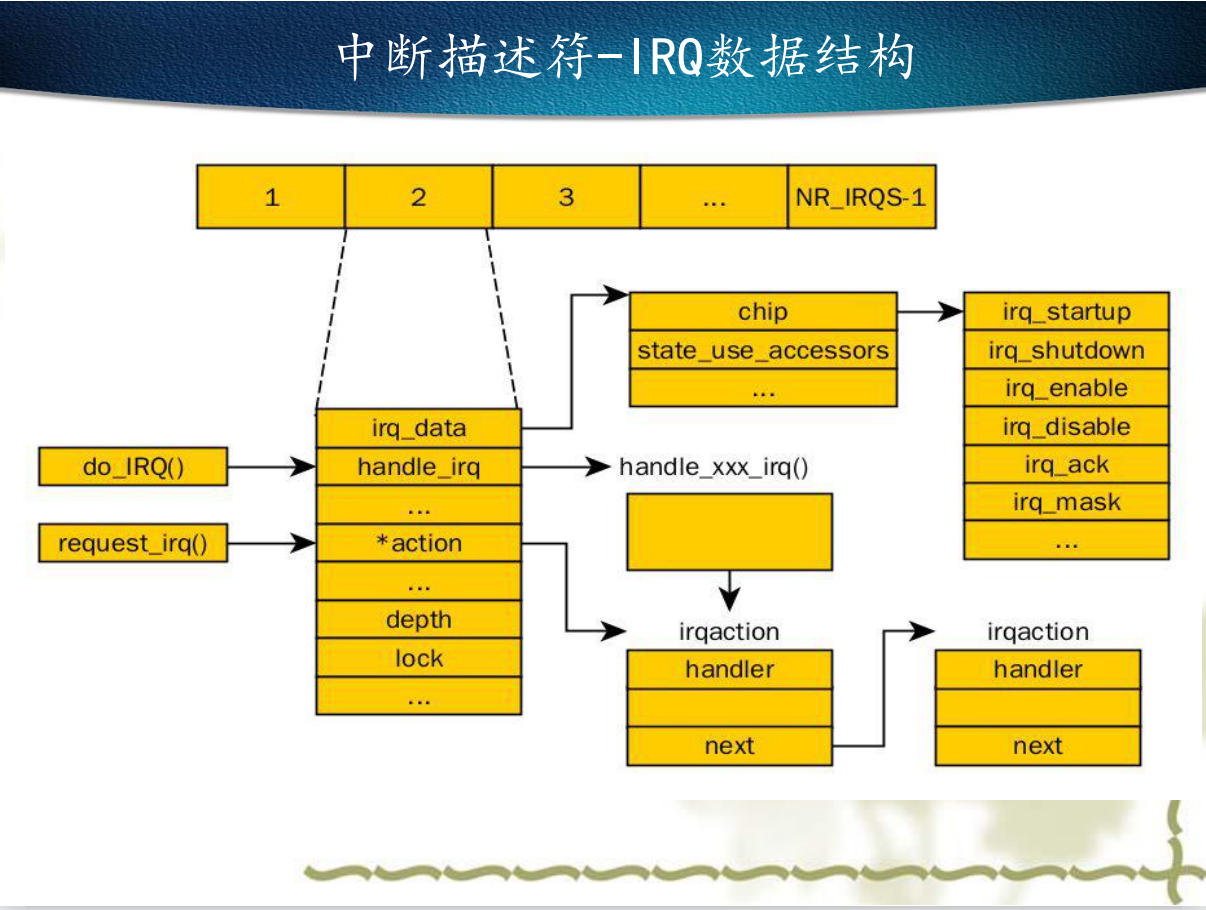 中断描述符-IRQ数据结构
1 2 3 ... NR_IRQS-1
chip
state_use_accessors
...
irq_startup
irq_shutdown
irq_enable
irq_disable
irq_ack
irq_mask
...
do_IRQ()
request_irq()
irq_data
handle_irq
...
*action
...
depth
lock
...
handle_xxx_irq()
irqaction
handler
next
irqaction
handler
next